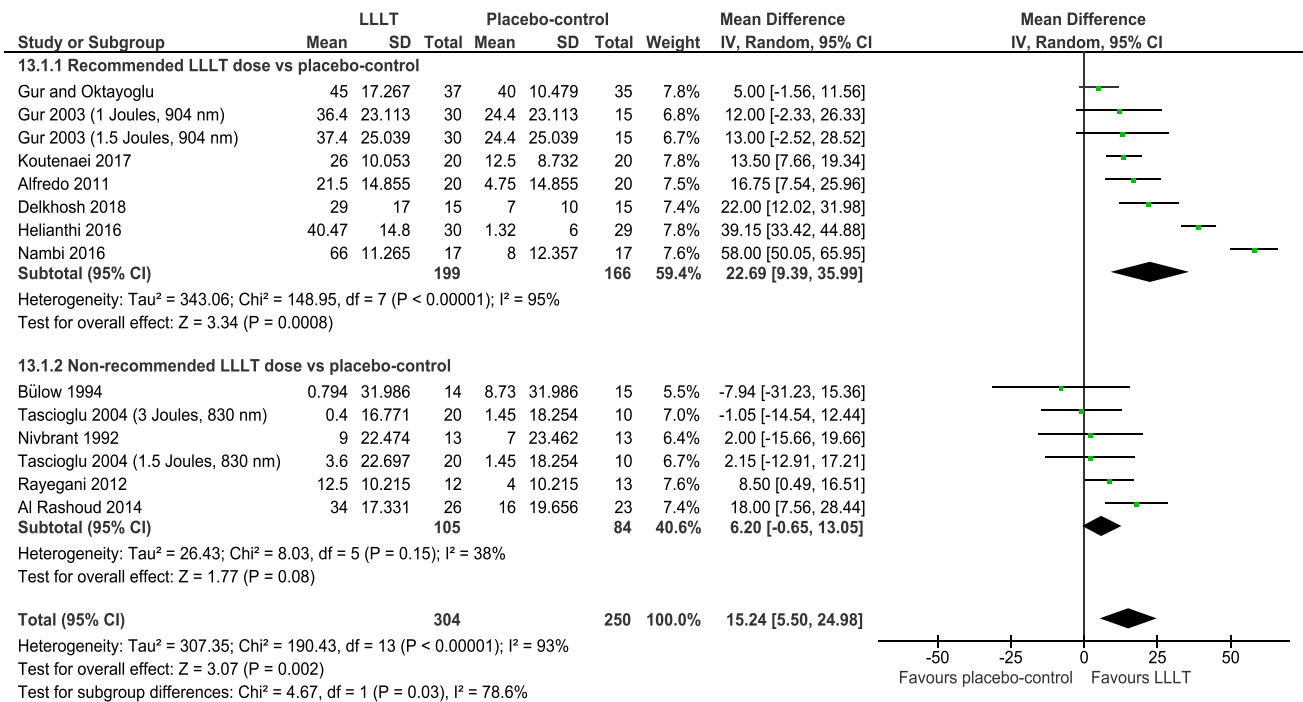 LLLT Placebo-control Mean Difference Mean Difference
Study or Subgroup Mean SD Total Mean SD Total Weight IV, Random, 95% CI IV, Random, 95% CI
13.1.1 Recommended LLLT dose vs placebo-control
Gur and Oktayoglu 45 17.267 37 40 10.479 35 7.8% 5.00 [-1.56, 11.56]
Gur 2003 (1 Joules, 904 nm) 36.4 23.113 30 24.4 23.113 15 6.8% 12.00 [-2.33, 26.33]
Gur 2003 (1.5 Joules, 904 nm) 37.4 25.039 30 24.4 25.039 15 6.7% 13.00 [-2.52, 28.52]
Koutenaei 2017 26 10.053 20 12.5 8.732 20 7.8% 13.50 [7.66, 19.34]
Alfredo 2011 21.5 14.855 20 4.75 14.855 20 7.5% 16.75 [7.54, 25.96]
Delkhosh 2018 29 17 15 7 10 15 7.4% 22.00 [12.02, 31.98]
Helianthi 2016 40.47 14.8 30 1.32 6 29 7.8% 39.15 [33.42, 44.88]
Nambi 2016 66 11.265 17 8 12.357 17 7.6% 58.00 [50.05, 65.95]
Subtotal (95% CI) 199 166 59.4% 22.69 [9.39, 35.99]
Heterogeneity: Tau² = 343.06; Chi² = 148.95, df = 7 (P < 0.00001); I² = 95%
Test for overall effect: Z = 3.34 (P = 0.0008)
13.1.2 Non-recommended LLLT dose vs placebo-control
Bülow 1994 0.794 31.986 14 8.73 31.986 15 5.5% -7.94 [-31.23, 15.36]
Tascioglu 2004 (3 Joules, 830 nm) 0.4 16.771 20 1.45 18.254 10 7.0% -1.05 [-14.54, 12.44]
Nivbrant 1992 9 22.474 13 7 23.462 13 6.4% 2.00 [-15.66, 19.66]
Tascioglu 2004 (1.5 Joules, 830 nm) 3.6 22.697 20 1.45 18.254 10 6.7% 2.15 [-12.91, 17.21]
Rayegani 2012 12.5 10.215 12 4 10.215 13 7.6% 8.50 [0.49, 16.51]
Al Rashoud 2014 34 17.331 26 16 19.656 23 7.4% 18.00 [7.56, 28.44]
Subtotal (95% CI) 105 84 40.6% 6.20 [-0.65, 13.05]
Heterogeneity: Tau² = 26.43; Chi² = 8.03, df = 5 (P = 0.15); I² = 38%
Test for overall effect: Z = 1.77 (P = 0.08)
Total (95% CI) 304 250 100.0% 15.24 [5.50, 24.98]
Heterogeneity: Tau² = 307.35; Chi² = 190.43, df = 13 (P < 0.00001); I² = 93%
Test for overall effect: Z = 3.07 (P = 0.002)
Test for subgroup differences: Chi² = 4.67, df = 1 (P = 0.03), I² = 78.6%
-50 -25 0 25 50
Favours placebo-control Favours LLLT